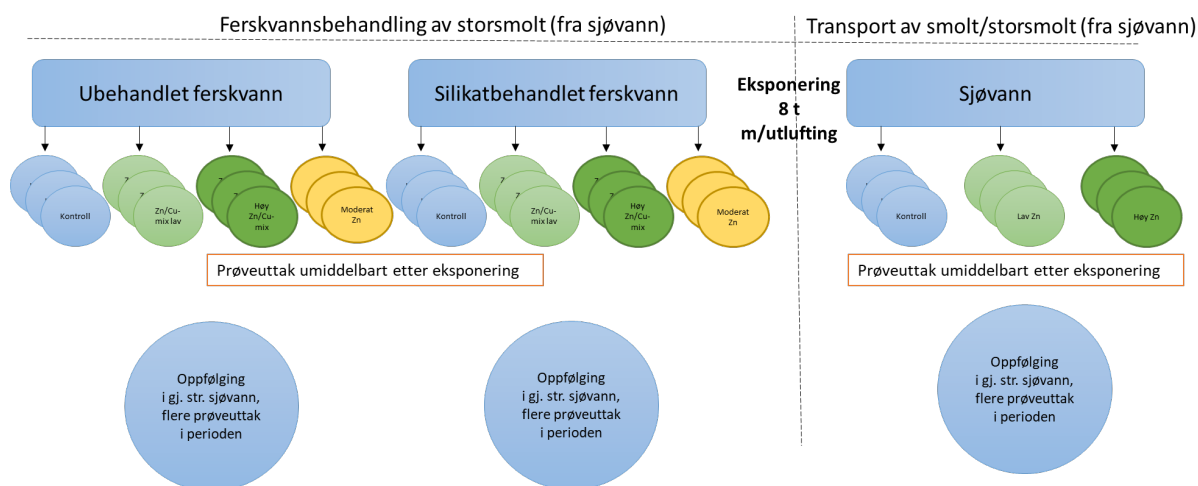 Ferskvannsbehandling av storsmolt (fra sjøvann)
Transport av smolt/storsmolt (fra sjøvann)
Ubehandlet ferskvann
Silikatbehandlet ferskvann
Eksponering
8 t
m/utlufting
Sjøvann
Kontroll
Zn/Cu-
mix lav
Høy
Zn/Cu-
mix
Moderat
Zn
Kontroll
Zn/Cu-
mix lav
Høy
Zn/Cu-
mix
Moderat
Zn
Kontroll
Lav Zn
Høy Zn
Prøveuttak umiddelbart etter eksponering
Prøveuttak umiddelbart etter eksponering
Oppfølging
i gj. str. sjøvann,
flere prøveuttak
i perioden
Oppfølging
i gj. str. sjøvann,
flere prøveuttak
i perioden
Oppfølging
i gj. str. sjøvann,
flere prøveuttak
i perioden